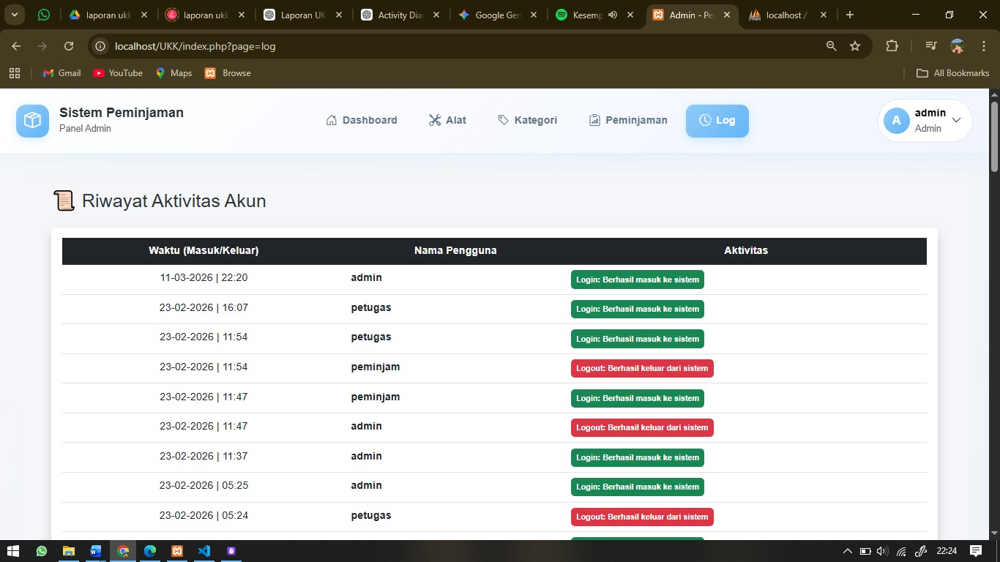 laporan ukk
laporan ukk
Laporan UK
Activity Dia
Google Gen
Kesemp
Admin - Pe
localhost /
localhost/UKK/index.php?page=log
Gmail
YouTube
Maps
Browse
All Bookmarks
Sistem Peminjaman
Panel Admin
Dashboard
Alat
Kategori
Peminjaman
Log
A
admin
Admin
Riwayat Aktivitas Akun
Waktu (Masuk/Keluar) Nama Pengguna Aktivitas
11-03-2026 | 22:20 admin Login: Berhasil masuk ke sistem
23-02-2026 | 16:07 petugas Login: Berhasil masuk ke sistem
23-02-2026 | 11:54 petugas Login: Berhasil masuk ke sistem
23-02-2026 | 11:54 peminjam Logout: Berhasil keluar dari sistem
23-02-2026 | 11:47 peminjam Login: Berhasil masuk ke sistem
23-02-2026 | 11:47 admin Logout: Berhasil keluar dari sistem
23-02-2026 | 11:37 admin Login: Berhasil masuk ke sistem
23-02-2026 | 05:25 admin Login: Berhasil masuk ke sistem
23-02-2026 | 05:24 petugas Logout: Berhasil keluar dari sistem
22:24